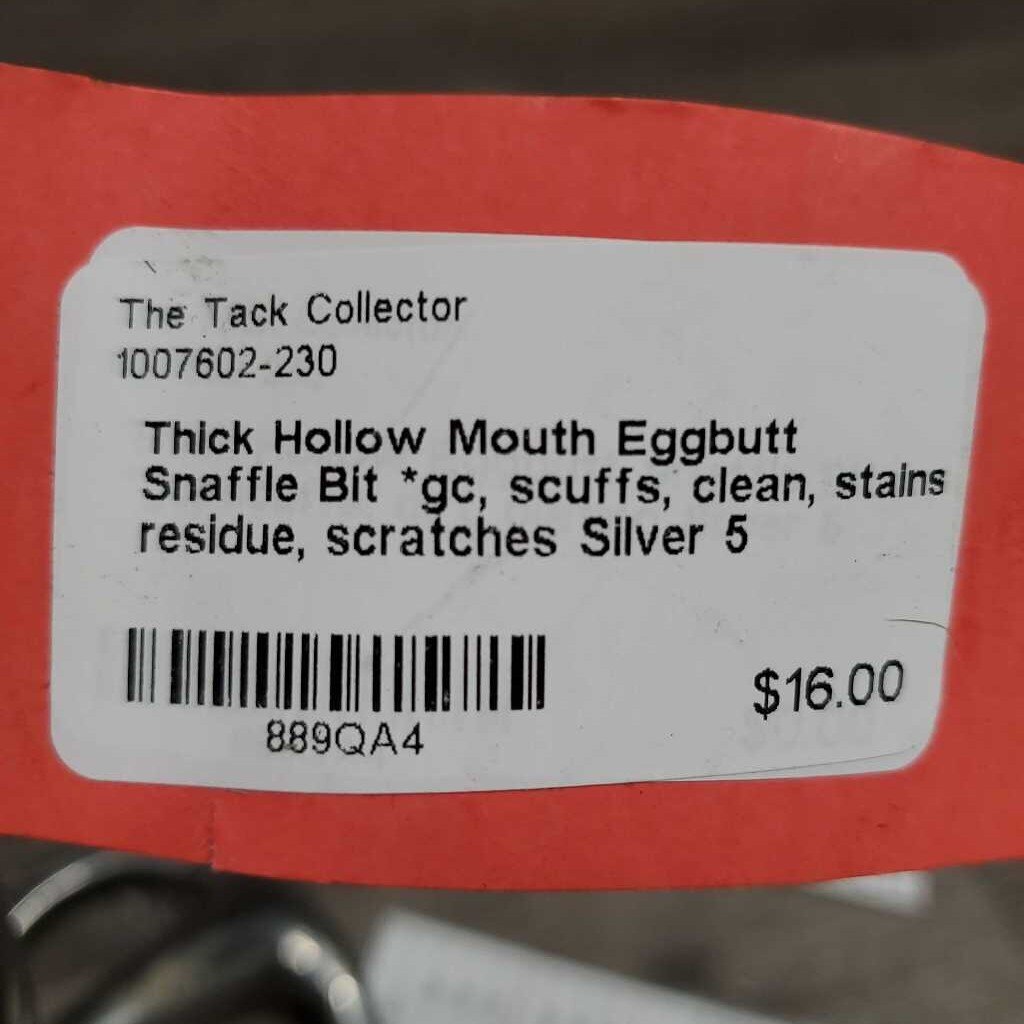 The Tack Collector
1007602-230
Thick Hollow Mouth Eggbutt
Snaffle Bit *gc, scuffs, clean, stains
residue, scratches Silver 5
$16.00
889QA4